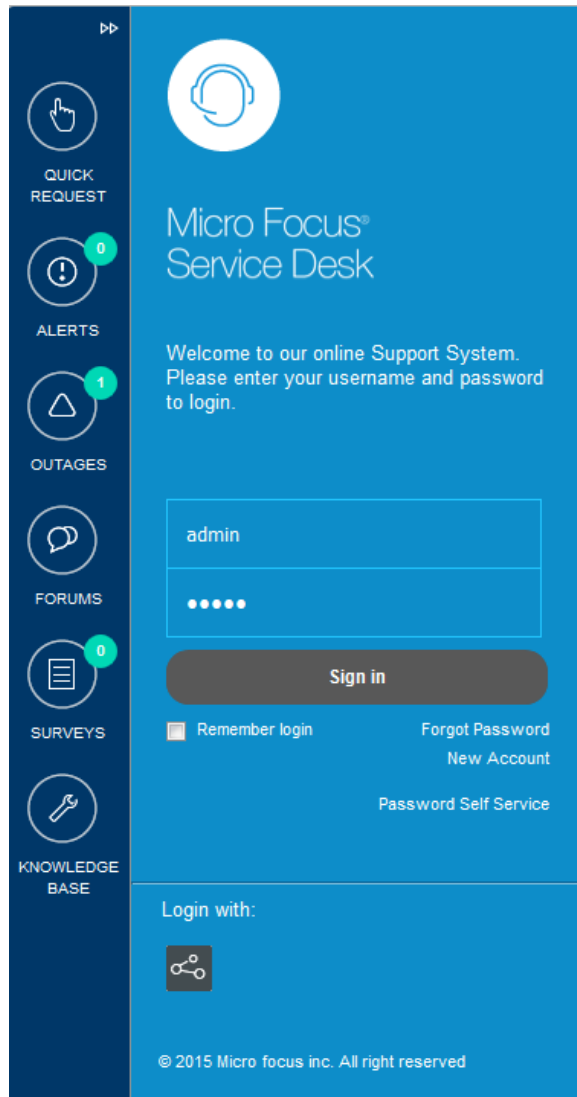 QUICK
REQUEST
0
ALERTS
1
OUTAGES
FORUMS
0
SURVEYS
KNOWLEDGE
BASE
Micro Focus®
Service Desk
Welcome to our online Support System.
Please enter your username and password
to login.
admin
•••••
Sign in
Remember login
Forgot Password
New Account
Password Self Service
Login with:
© 2015 Micro focus inc. All right reserved